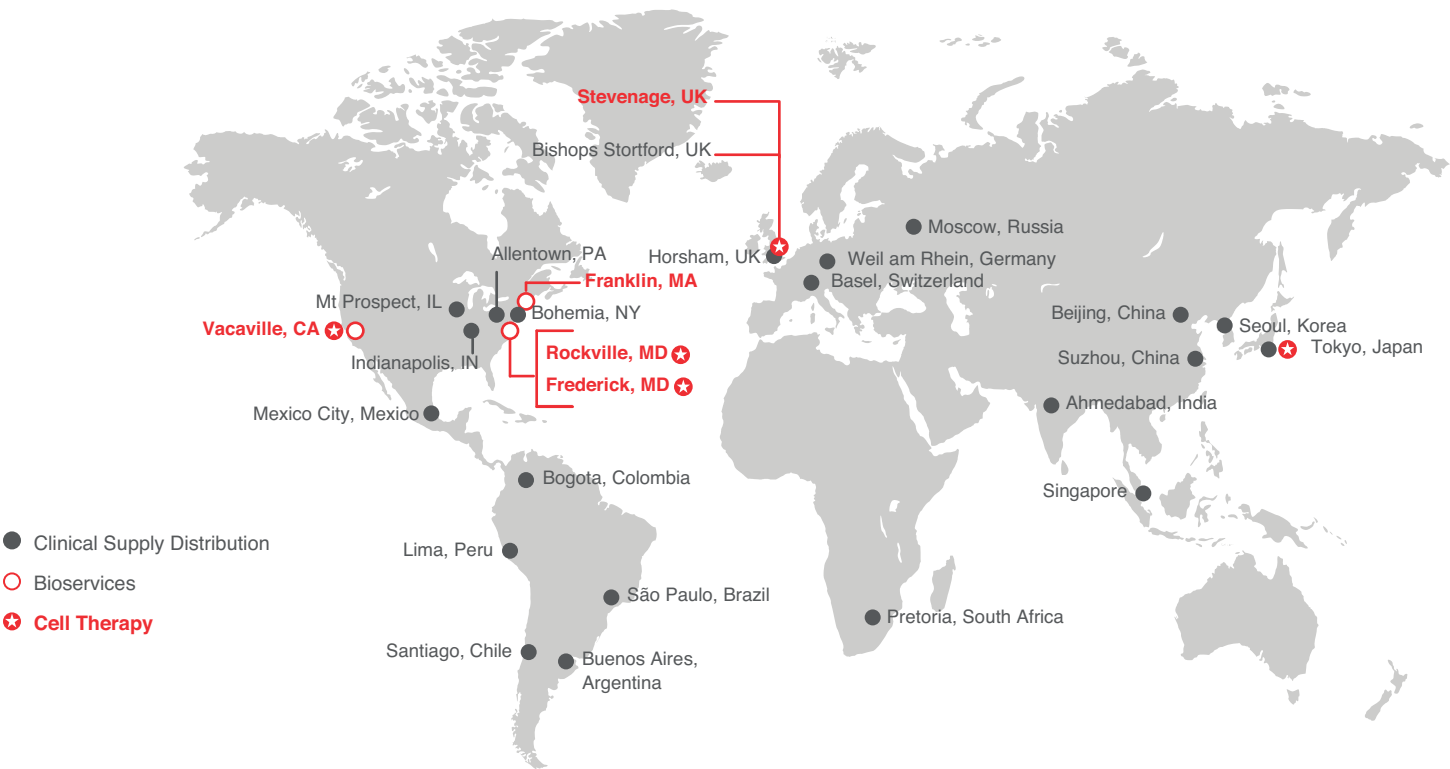 Stevenage, UK
Bishops Stortford, UK
Moscow, Russia
Allentown, PA
Horsham, UK
Weil am Rhein, Germany
Franklin, MA
Basel, Switzerland
Mt Prospect, IL
Bohemia, NY
Beijing, China
Vacaville, CA
Seoul, Korea
Rockville, MD
Tokyo, Japan
Indianapolis, IN
Suzhou, China
Frederick, MD
Mexico City, Mexico
Ahmedabad, India
Bogota, Colombia
Singapore
Clinical Supply Distribution
Lima, Peru
Bioservices
São Paulo, Brazil
Cell Therapy
Pretoria, South Africa
Santiago, Chile
Buenos Aires,
Argentina